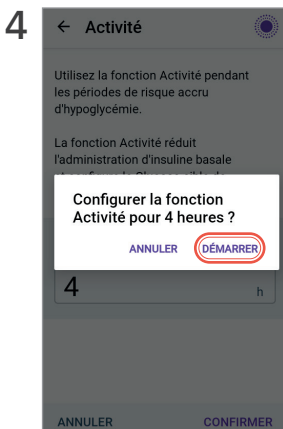 4
Activité
Utilisez la fonction Activité pendant
les périodes de risque accru
d'hypoglycémie.
La fonction Activité réduit
l'administration d'insuline basale
Configurer la fonction
Activité pour 4 heures ?
ANNULER DÉMARRER
4 h
ANNULER CONFIRMER